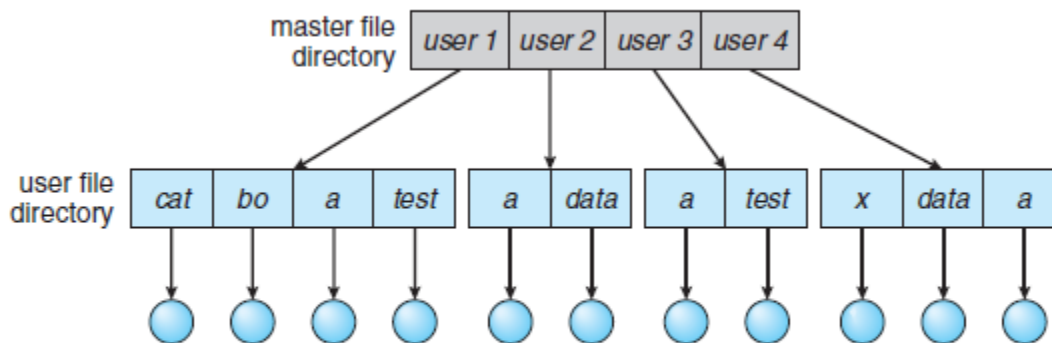 master file directory
user 1 user 2 user 3 user 4
user file directory
cat bo a test a data a test x data a